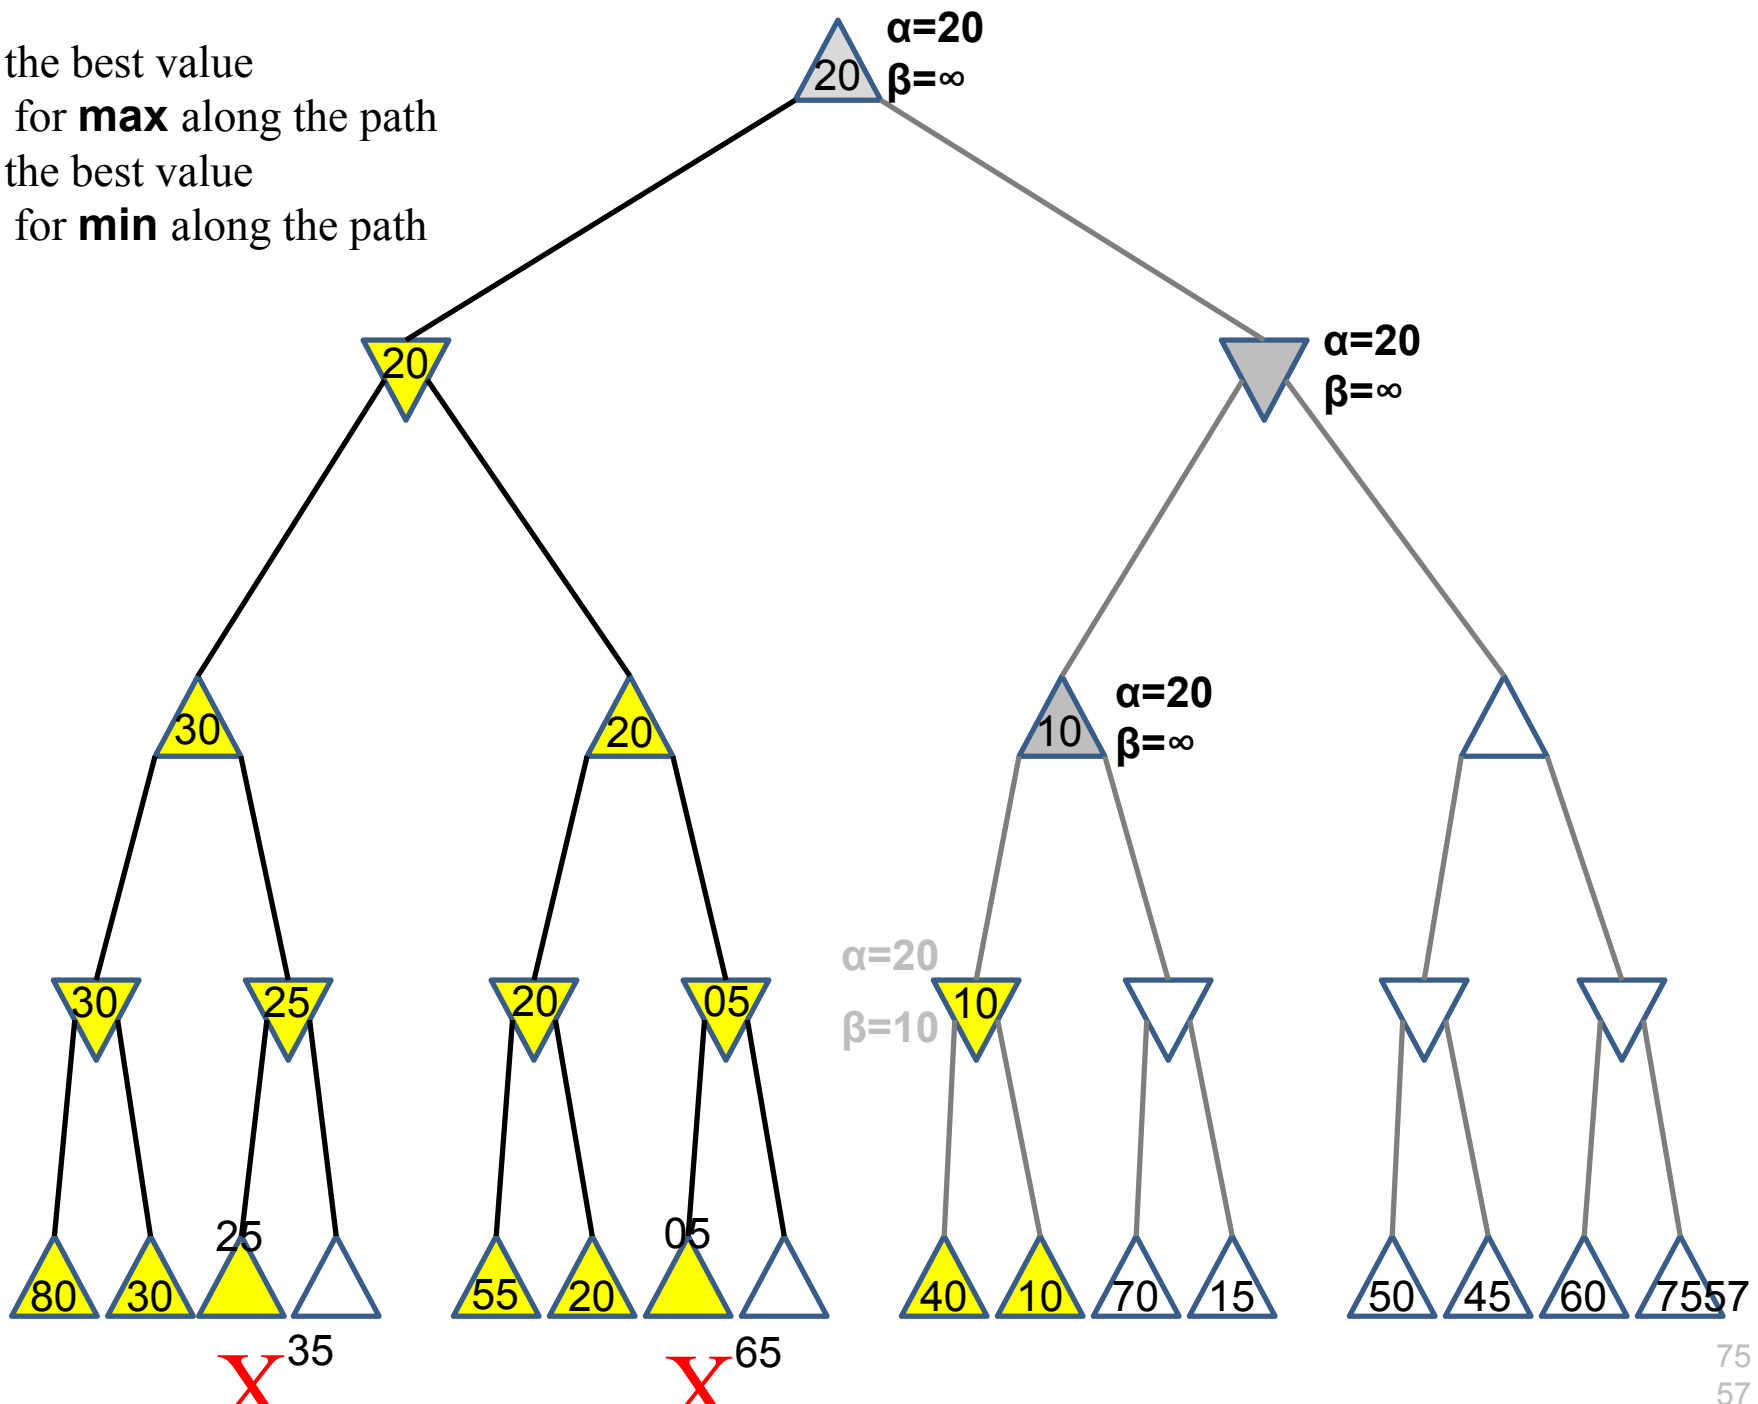 the best value
for max along the path
the best value
for min along the path
20
α=20
β=∞
20
α=20
β=∞
30
20
10
α=20
β=∞
30
25
20
05
α=20
β=10
10
80
30
25
35
55
20
05
65
40
10
70
15
50
45
60
7557
X
X
75
57